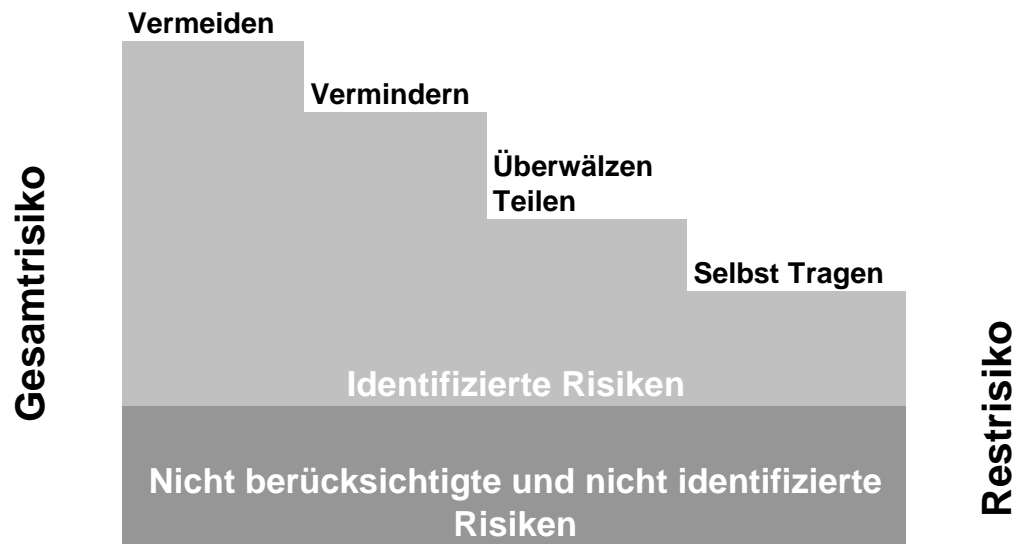 Vermeiden
Vermindern
Überwälzen
Teilen
Selbst Tragen
Gesamtrisiko
Identifizierte Risiken
Restrisiko
Nicht berücksichtigte und nicht identifizierte
Risiken